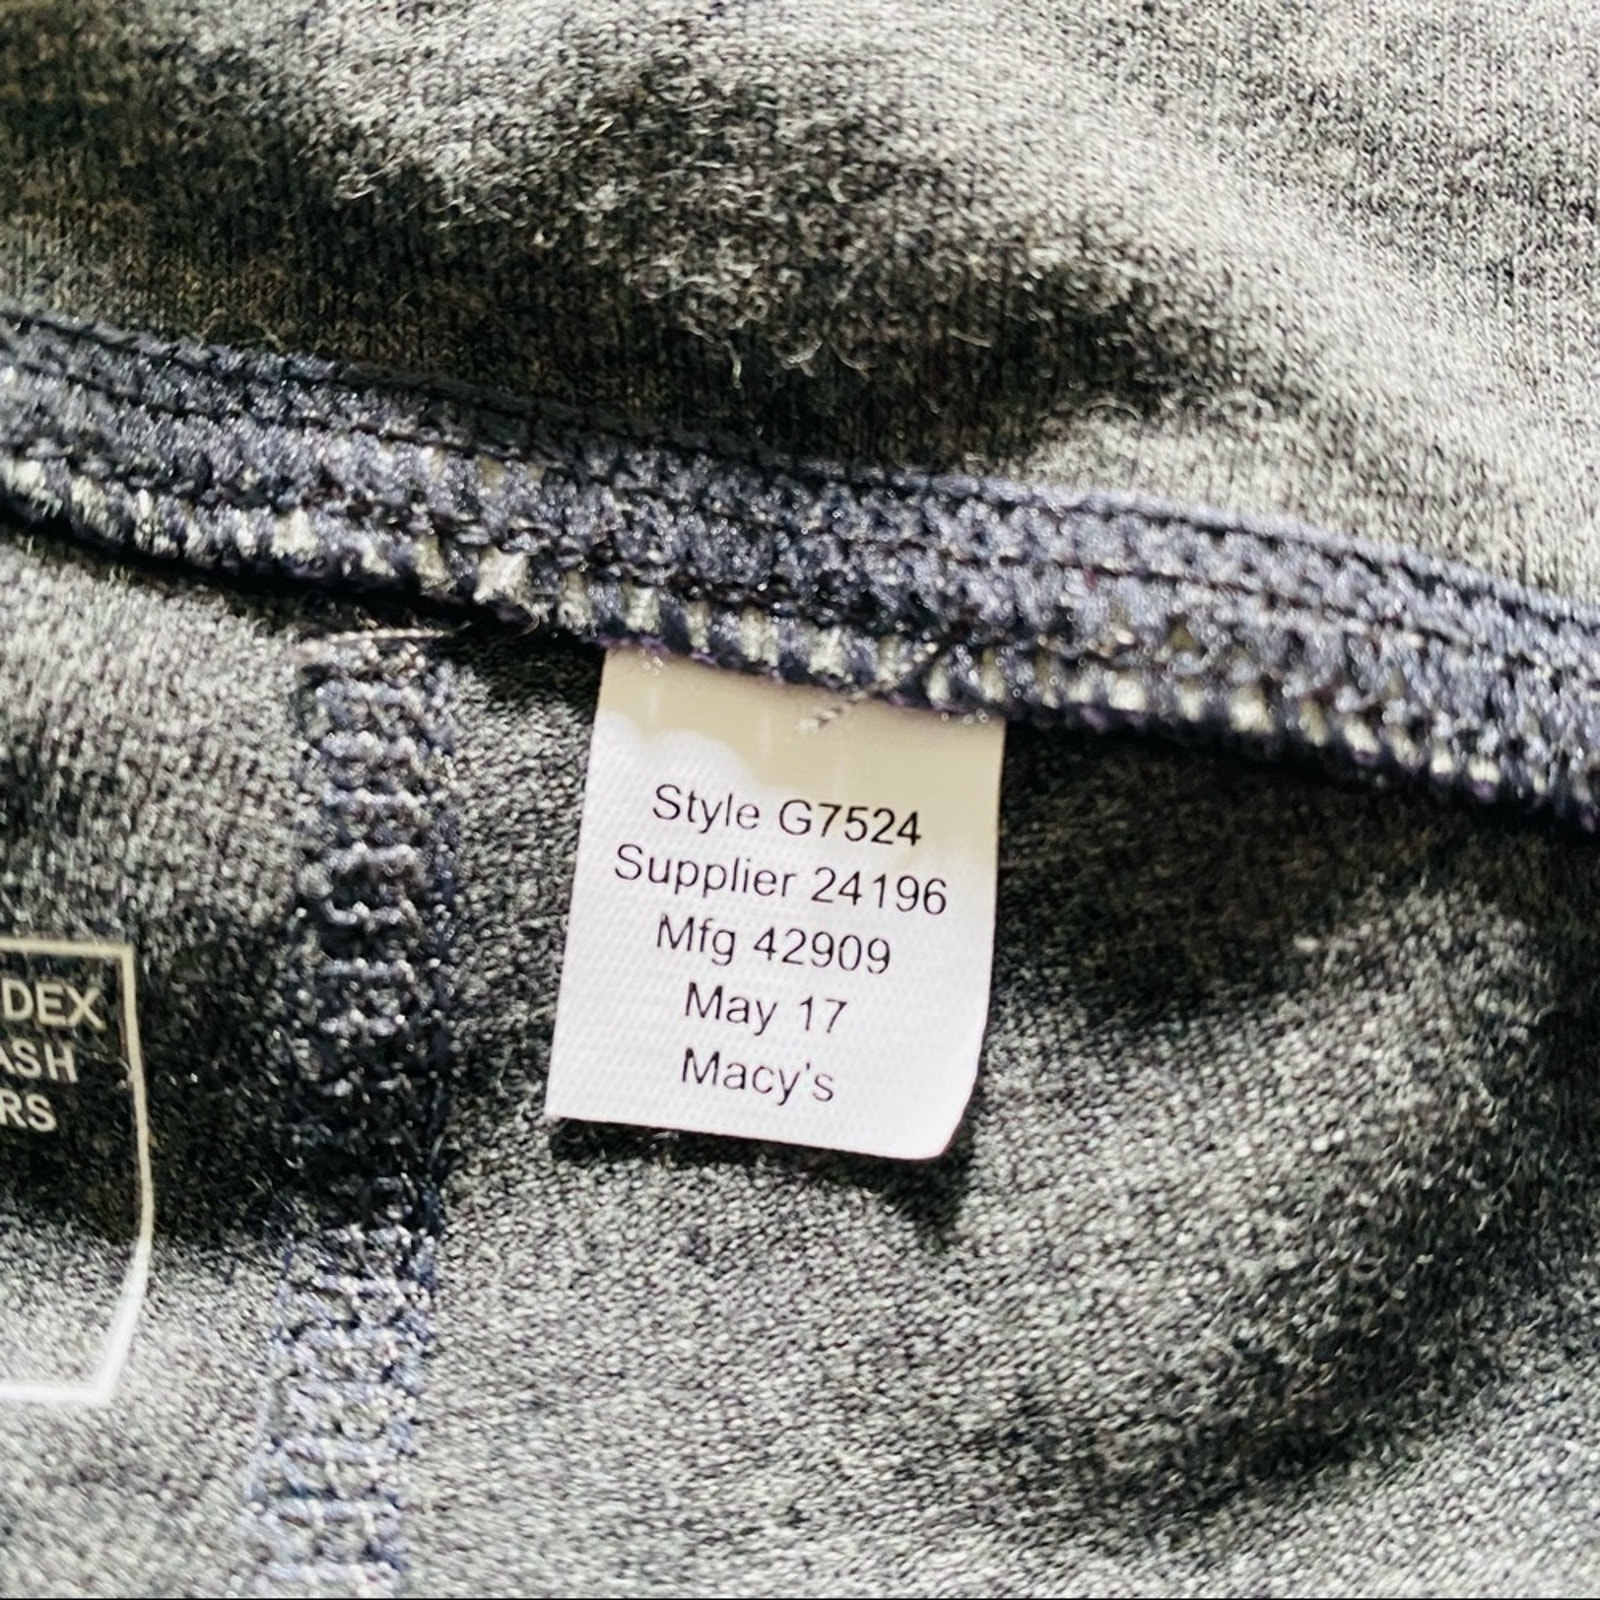 Style G7524
Supplier 24196
Mfg 42909
May 17
Macy's
DEX
ASH
RS